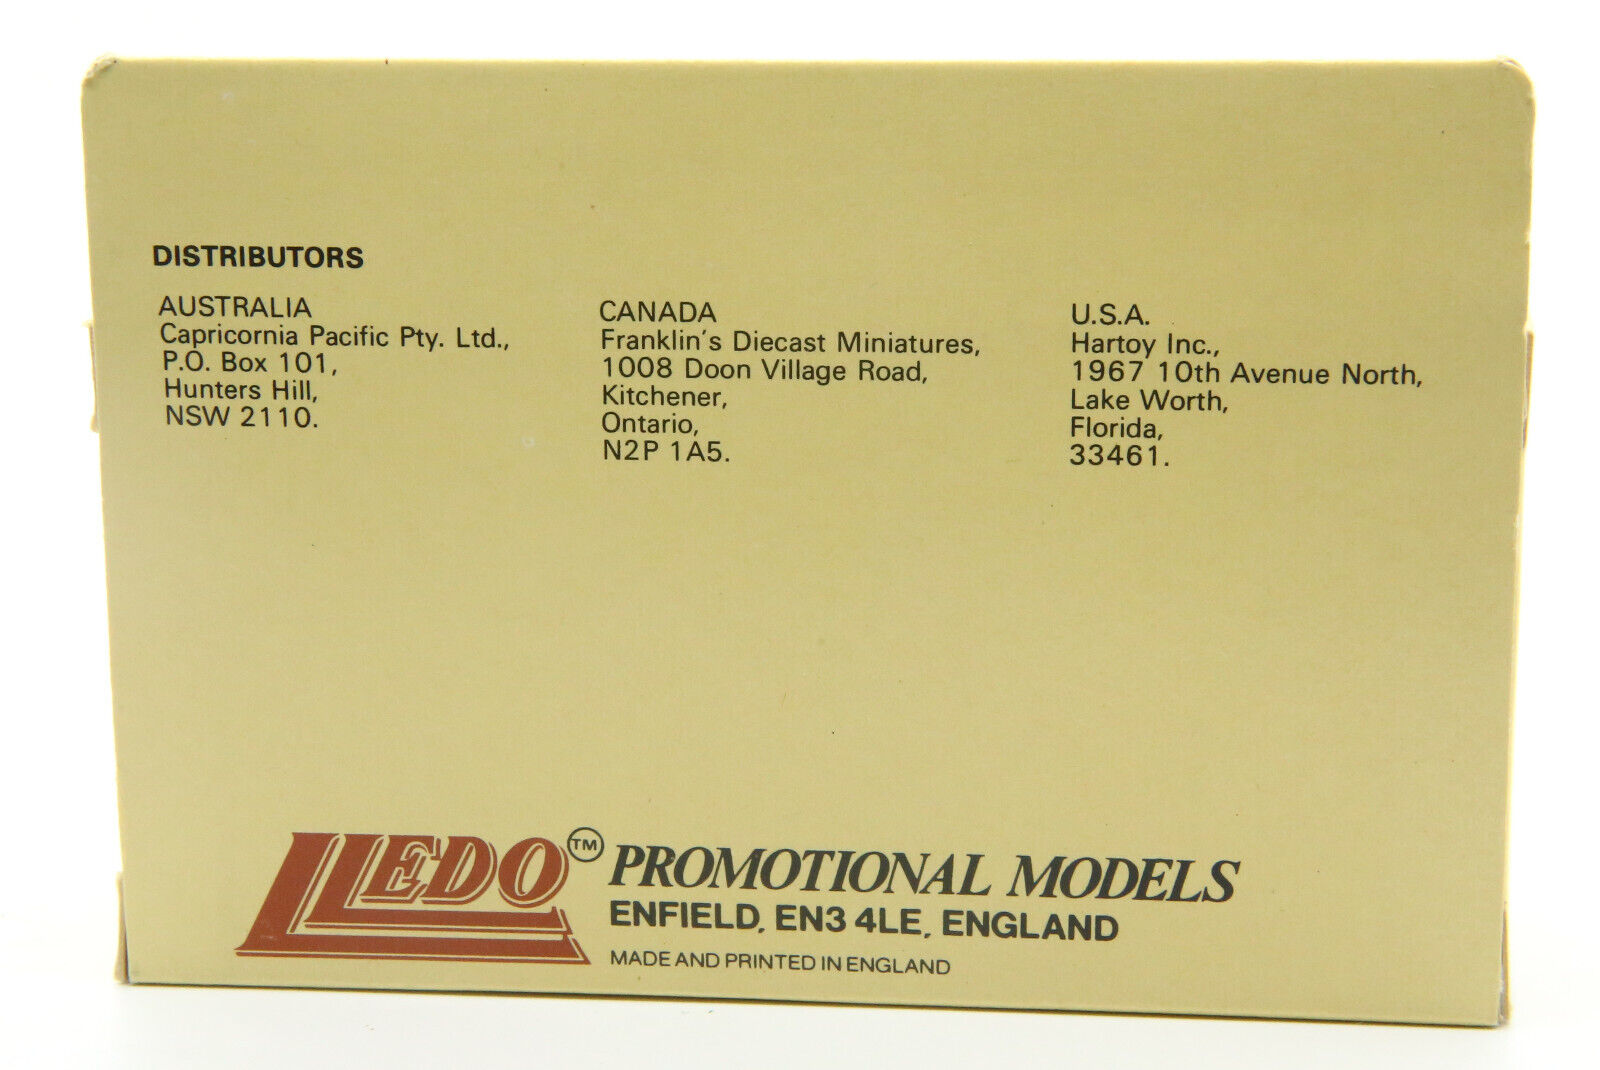 DISTRIBUTORS
AUSTRALIA
Capricornia Pacific Pty. Ltd.,
P.O. Box 101,
Hunters Hill,
NSW 2110.
CANADA
Franklin's Diecast Miniatures,
1008 Doon Village Road,
Kitchener,
Ontario,
N2P 1A5.
U.S.A.
Hartoy Inc.,
1967 10th Avenue North,
Lake Worth,
Florida,
33461.
LLEDO TM PROMOTIONAL MODELS
ENFIELD, EN3 4LE, ENGLAND
MADE AND PRINTED IN ENGLAND